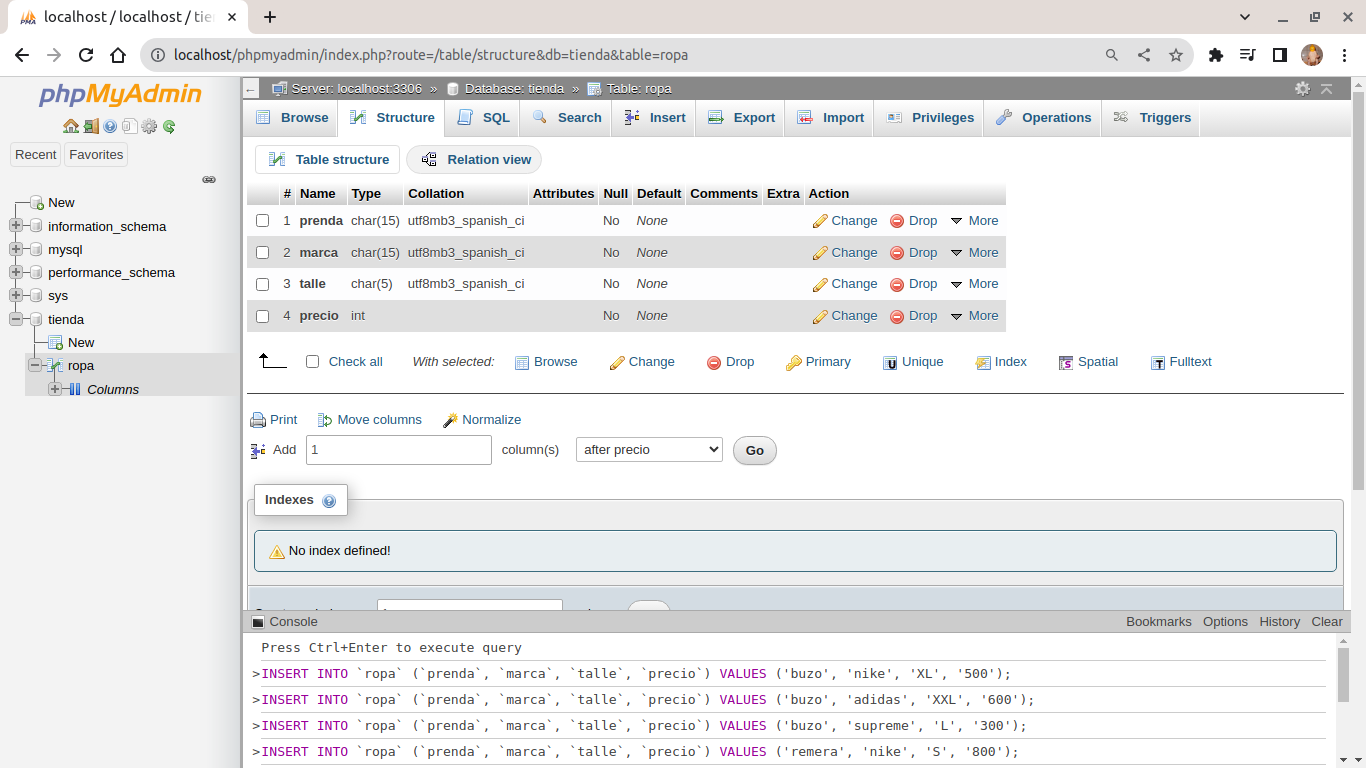 localhost / localhost / tie
localhost/phpmyadmin/index.php?route=/table/structure&db=tienda&table=ropa
phpMyAdmin
Recent Favorites
New
information_schema
mysql
performance_schema
sys
tienda
New
ropa
Columns
Server: localhost:3306 » Database: tienda » Table: ropa
Browse Structure SQL Search Insert Export Import Privileges Operations Triggers
Table structure Relation view
# Name Type Collation Attributes Null Default Comments Extra Action
1 prenda char(15) utf8mb3_spanish_ci No None Change Drop More
2 marca char(15) utf8mb3_spanish_ci No None Change Drop More
3 talle char(5) utf8mb3_spanish_ci No None Change Drop More
4 precio int No None Change Drop More
Check all With selected: Browse Change Drop Primary Unique Index Spatial Fulltext
Print Move columns Normalize
Add 1 column(s) after precio Go
Indexes
No index defined!
Console Bookmarks Options History Clear
Press Ctrl+Enter to execute query
>INSERT INTO `ropa` (`prenda`, `marca`, `talle`, `precio`) VALUES ('buzo', 'nike', 'XL', '500');
>INSERT INTO `ropa` (`prenda`, `marca`, `talle`, `precio`) VALUES ('buzo', 'adidas', 'XXL', '600');
>INSERT INTO `ropa` (`prenda`, `marca`, `talle`, `precio`) VALUES ('buzo', 'supreme', 'L', '300');
>INSERT INTO `ropa` (`prenda`, `marca`, `talle`, `precio`) VALUES ('remera', 'nike', 'S', '800');